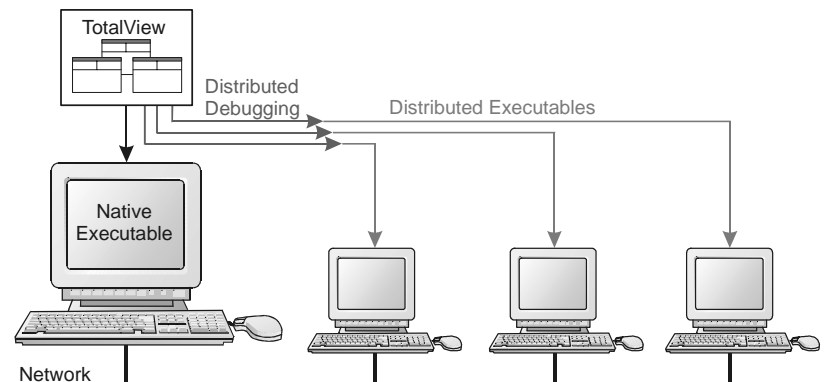 TotalView
Distributed
Debugging
Distributed Executables
Native
Executable
Network